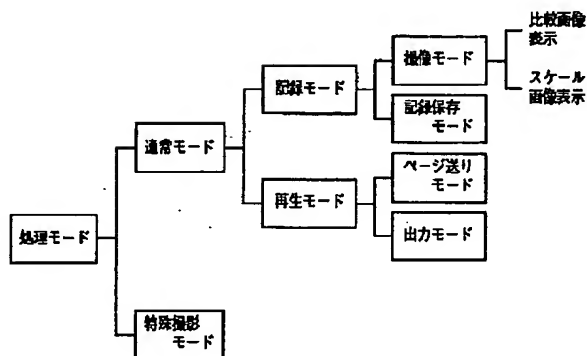 比較画像
表示
撮像モード
スケール
画像表示
記録モード
記録保存
モード
通常モード
ページ送り
モード
再生モード
処理モード
出力モード
特殊撮影
モード